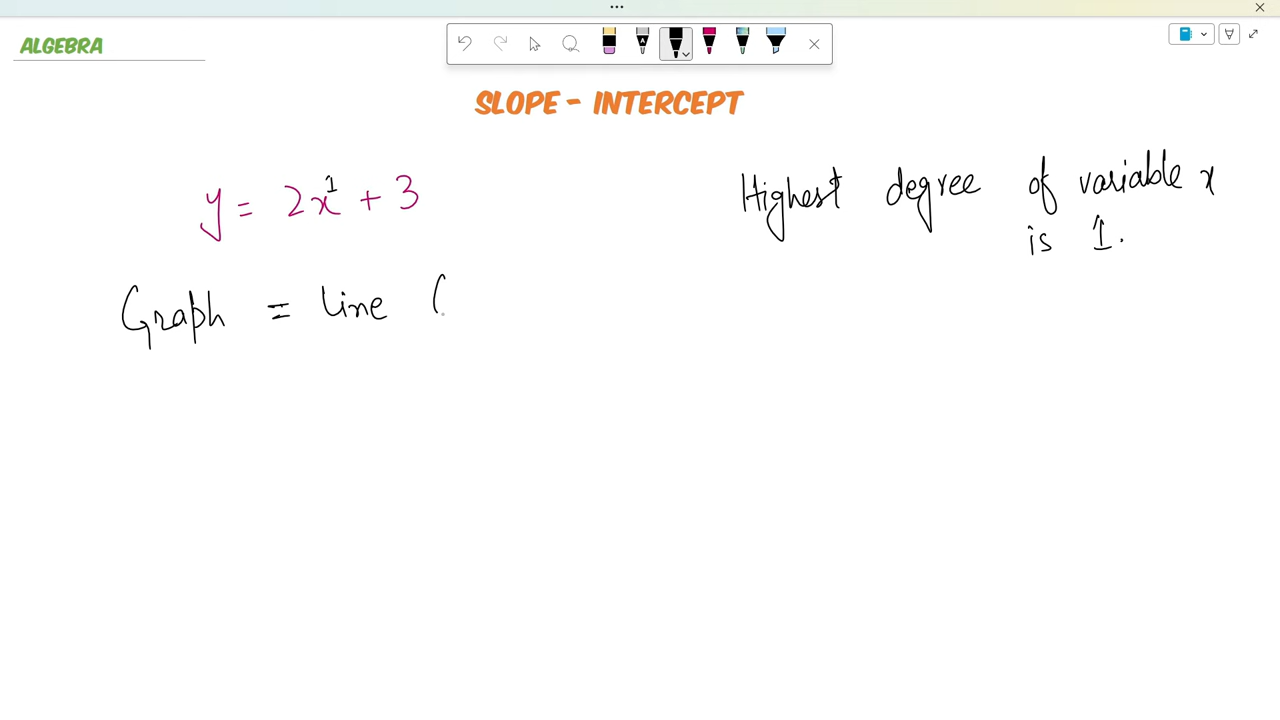 ALGEBRA
SLOPE - INTERCEPT
y = 2x¹ + 3
Highest degree of variable x
is 1.
Graph = line (